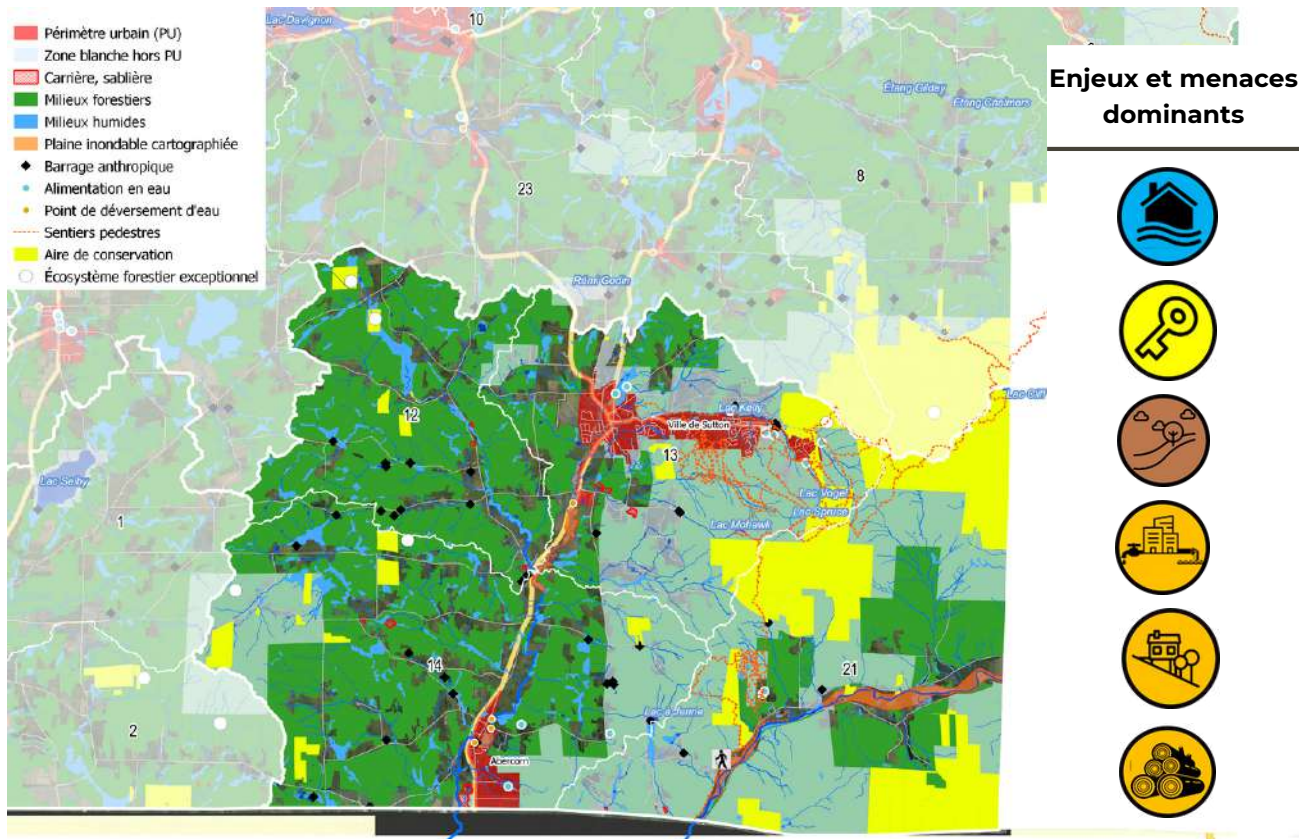 Périmètre urbain (PU)
Zone blanche hors PU
Carrière, sablière
Milieux forestiers
Milieux humides
Plaine inondable cartographiée
Barrage anthropique
Alimentation en eau
Point de déversement d'eau
Sentiers pedestres
Aire de conservation
Écosystème forestier exceptionnel
Enjeux et menaces
dominants
Lac Davignon
10
Étang Gildey
Étang Chalmers
8
23
Rémi Godin
Lac Kelly
Ville de Sutton
12
13
Lac Selby
Lac Vogel
Lac Spruce
Lac Mohawk
1
14
21
2
Abercorn